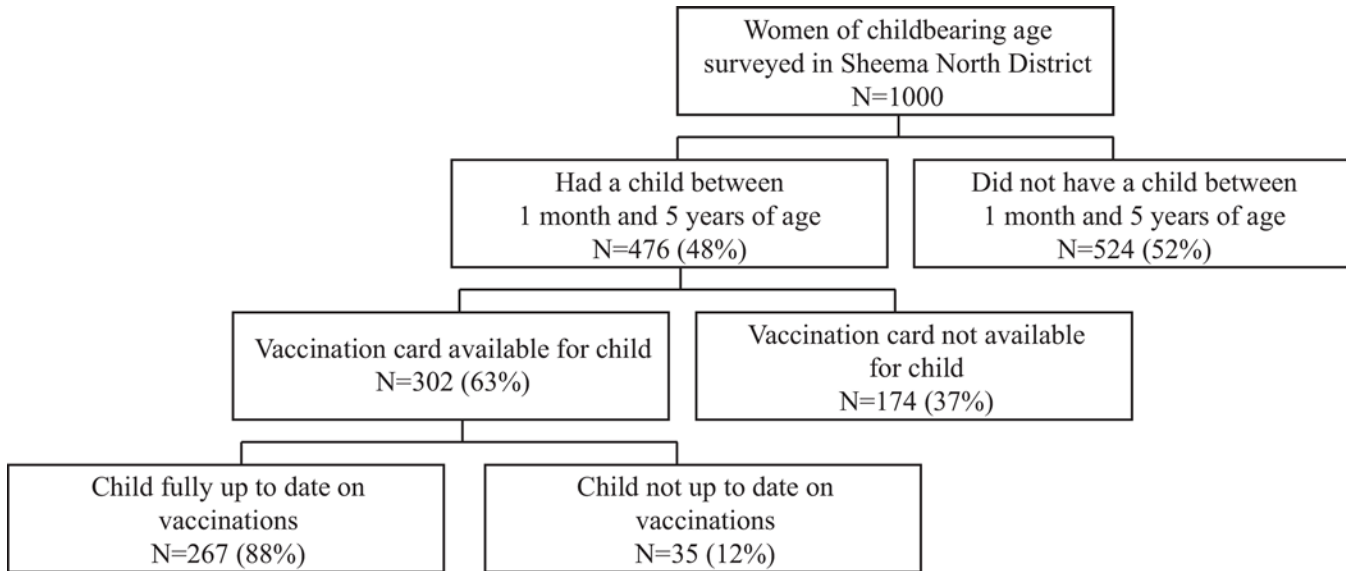 Women of childbearing age
surveyed in Sheema North District
N=1000
Had a child between
1 month and 5 years of age
N=476 (48%)
Did not have a child between
1 month and 5 years of age
N=524 (52%)
Vaccination card available for child
N=302 (63%)
Vaccination card not available
for child
N=174 (37%)
Child fully up to date on
vaccinations
N=267 (88%)
Child not up to date on
vaccinations
N=35 (12%)